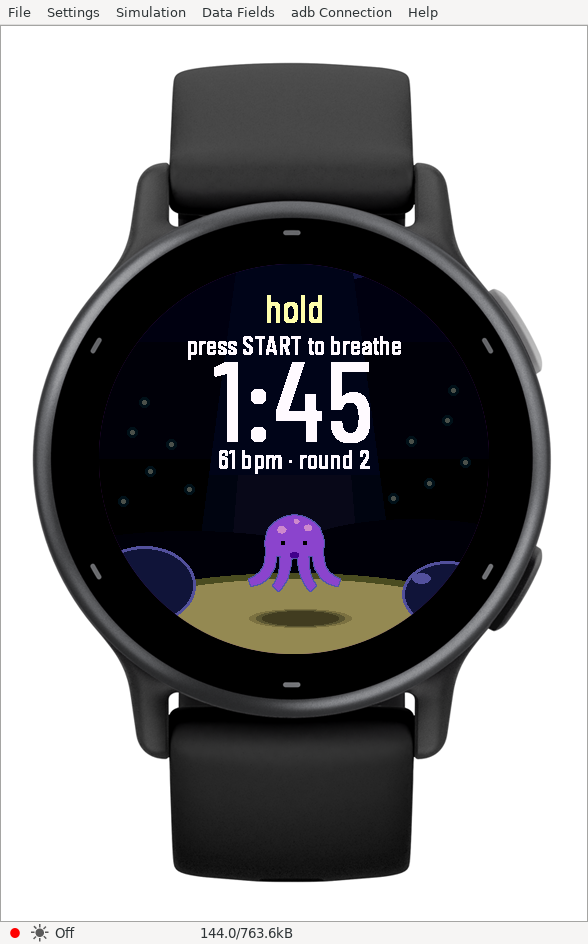 File Settings Simulation Data Fields adb Connection Help
hold
press START to breathe
1:45
61 bpm · round 2
Off 144.0/763.6kB